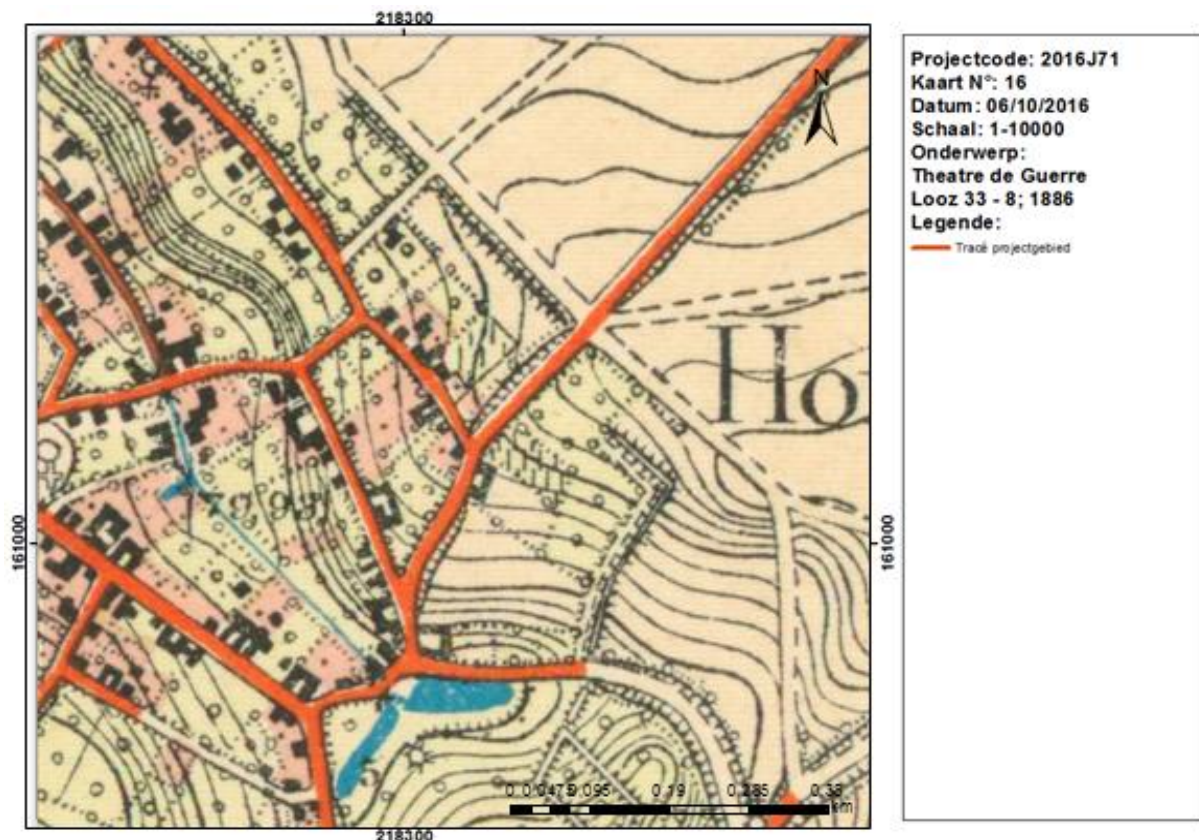 218300
Projectcode: 2016J71
Kaart N°: 16
Datum: 06/10/2016
Schaal: 1-10000
Onderwerp:
Theatre de Guerre
Looz 33 - 8; 1886
Legende:
Tracé projectgebied
N
Ho
161000
161000
0 0,0475 0,095 0,19 0,285 0,38
km
218300